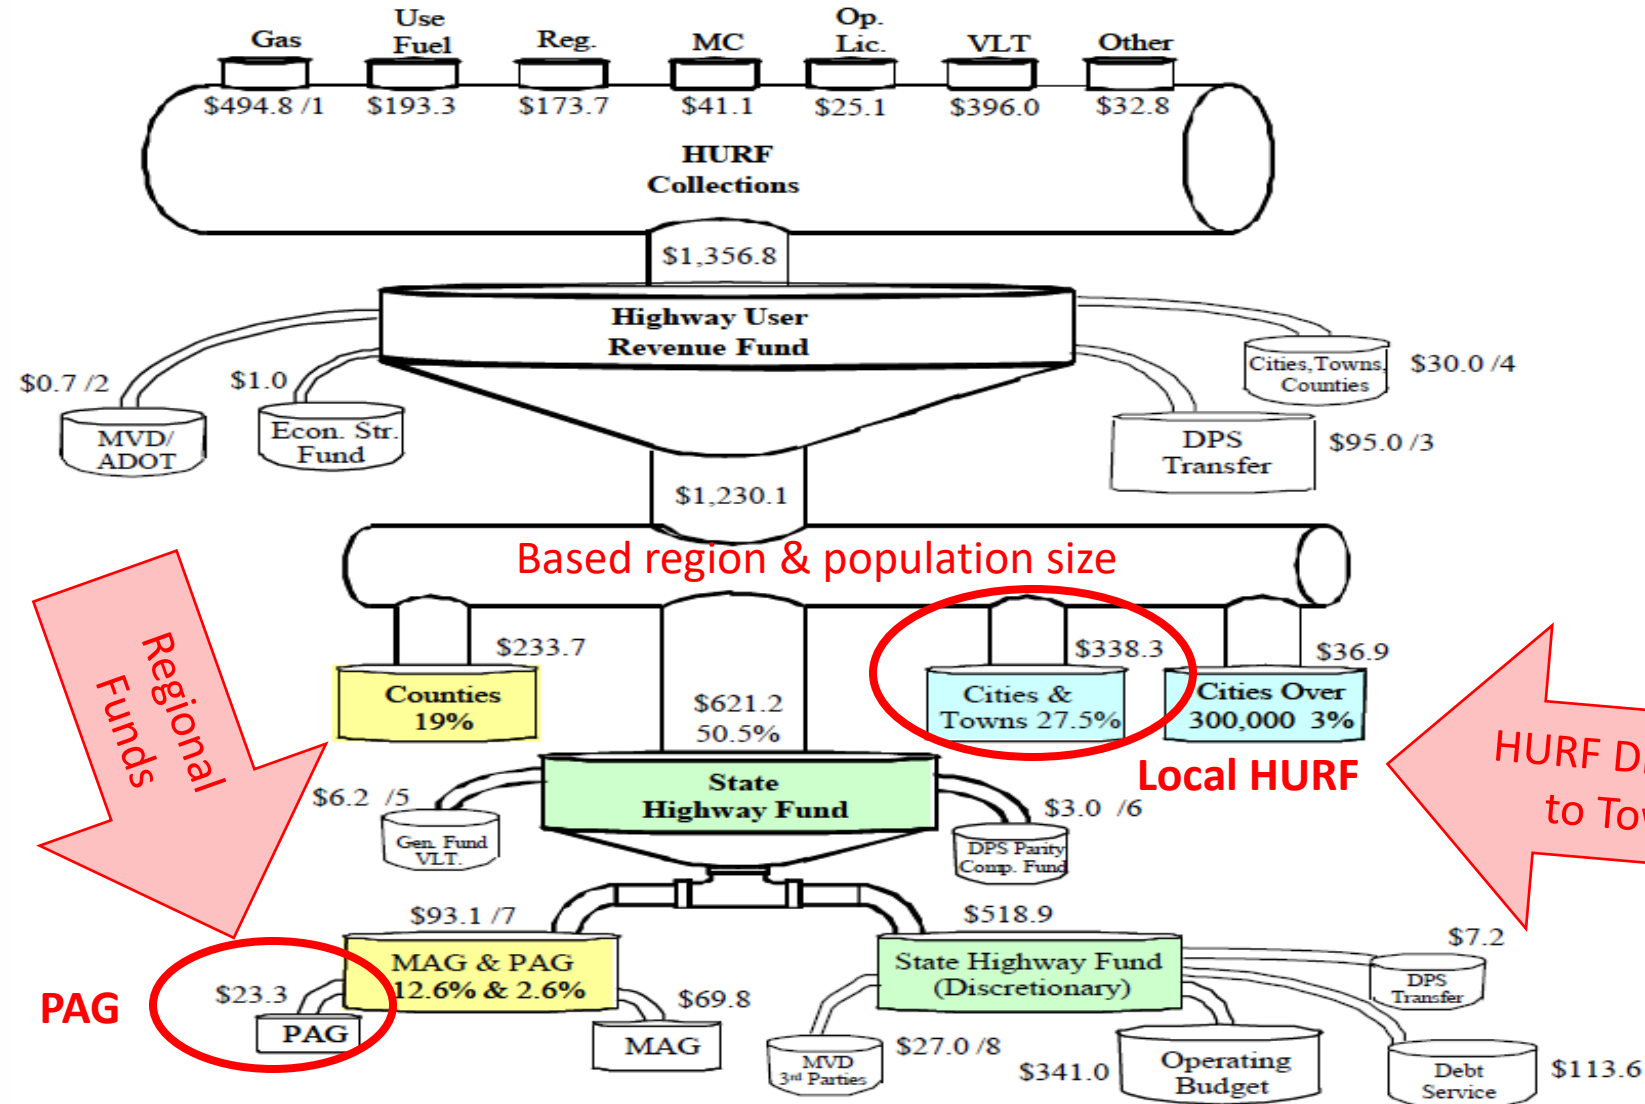 Gas
Use
Fuel
Reg.
MC
Op.
Lic.
VLT
Other
$494.8 /1
$193.3
$173.7
$41.1
$25.1
$396.0
$32.8
HURF
Collections
$1,356.8
Highway User
Revenue Fund
$0.7 /2
MVD/
ADOT
$1.0
Econ. Str.
Fund
Cities,Towns,
Counties
$30.0 /4
DPS
Transfer
$95.0 /3
$1,230.1
Based region & population size
Regional
Funds
$233.7
Counties
19%
$621.2
50.5%
$338.3
Cities &
Towns 27.5%
$36.9
Cities Over
300,000 3%
Local HURF
HURF
to
State
Highway Fund
$6.2 /5
Gen. Fund
VLT.
$3.0 /6
DPS Parity
Comp. Fund
$93.1 /7
MAG & PAG
12.6% & 2.6%
PAG
$23.3
PAG
$69.8
MAG
$518.9
State Highway Fund
(Discretionary)
$7.2
DPS
Transfer
MVD
3rd Parties
$27.0 /8
$341.0
Operating
Budget
Debt
Service
$113.6